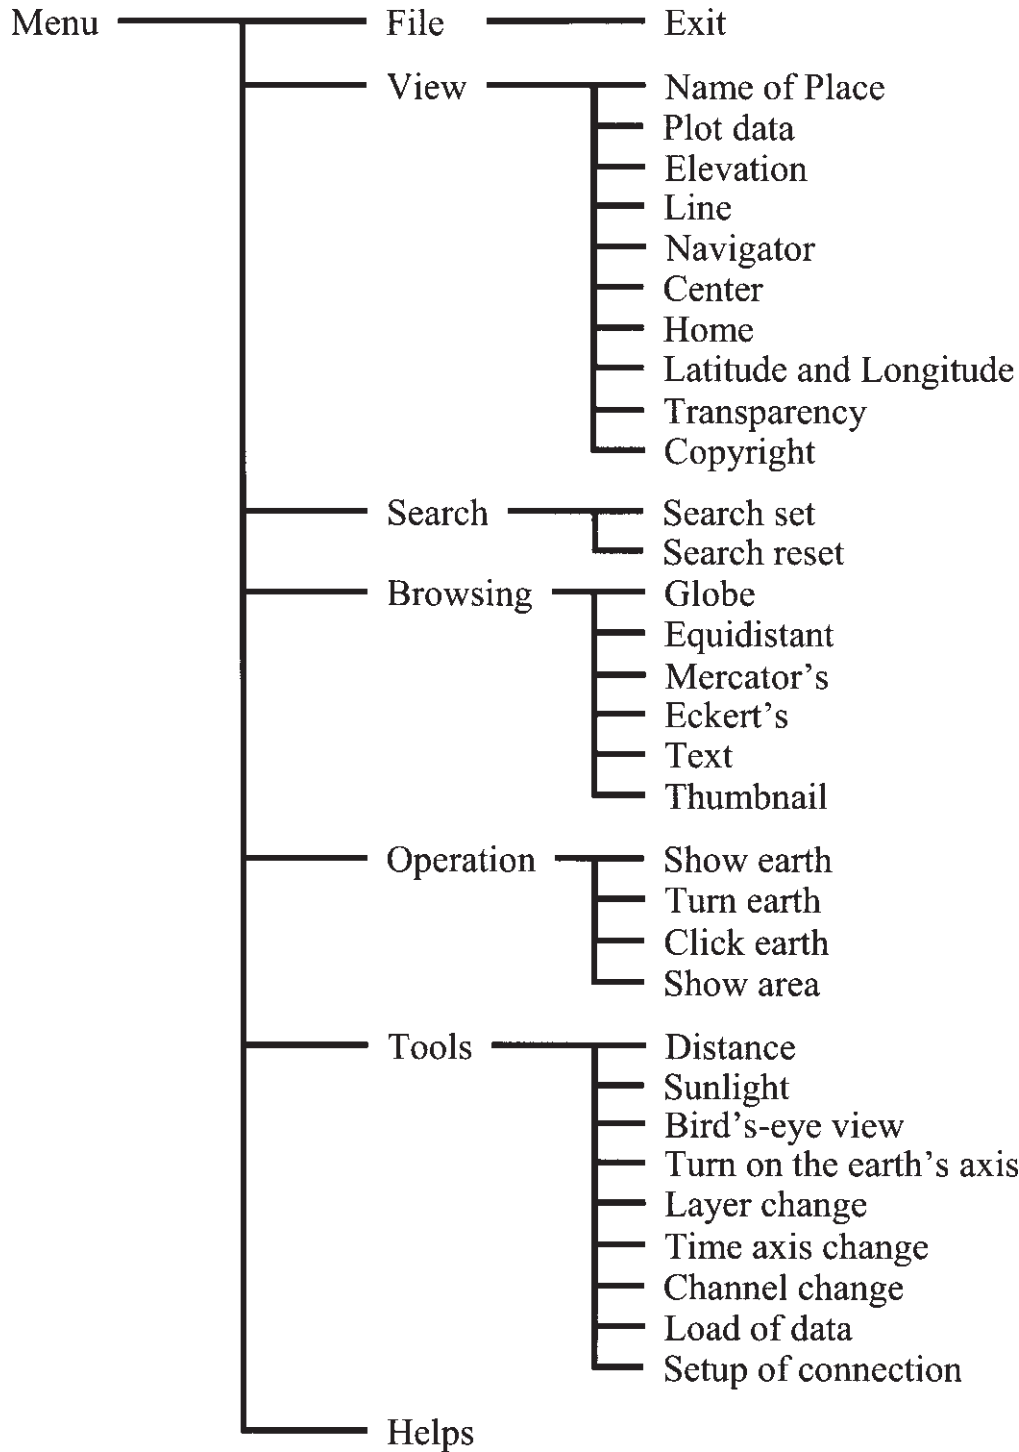 Menu File Exit
View Name of Place
Plot data
Elevation
Line
Navigator
Center
Home
Latitude and Longitude
Transparency
Copyright
Search Search set
Search reset
Browsing Globe
Equidistant
Mercator’s
Eckert’s
Text
Thumbnail
Operation Show earth
Turn earth
Click earth
Show area
Tools Distance
Sunlight
Bird’s-eye view
Turn on the earth’s axis
Layer change
Time axis change
Channel change
Load of data
Setup of connection
Helps